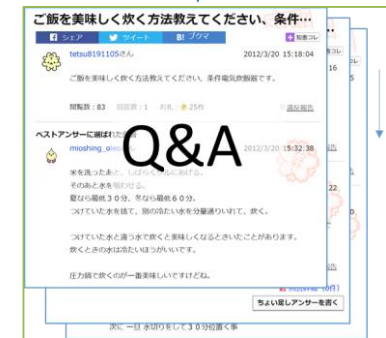 ご飯を美味しく炊く方法教えてください、条件…
シェア ツイート B! ブクマ 知恵コレ
tetsu8191105さん 2012/3/20 15:18:04
ご飯を美味しく炊く方法教えてください、条件電気炊飯器です。
閲覧数：83 回答数：1 お礼：25枚 違反報告
ベストアンサーに選ばれた
Q&A
mioshing_o 2012/3/20 15:32:38
米を洗ったあと、しばらく
そのあと水を
夏なら最低３０分、冬なら最低６０分。
つけていた水を捨て、別の冷たい水を分量通りいれて、炊く。
つけていた水と違う水で炊くと美味しくなるときいたことがあります。
炊くときの水は冷たいほうがいいです。
圧力鍋で炊くのが一番美味しいですけどね。
16
22
ちょい足しアンサーを書く
次に 一旦 水切りをして３０分位置く事